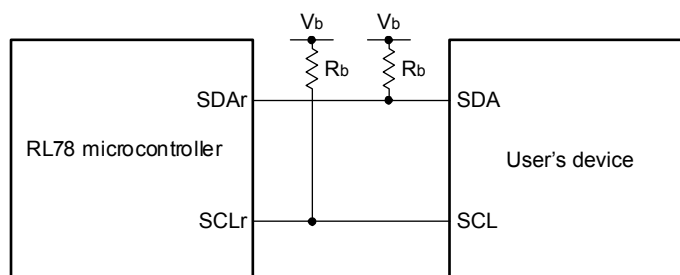 Vb Vb
Rb Rb
SDAr SDA
RL78 microcontroller User’s device
SCLr SCL